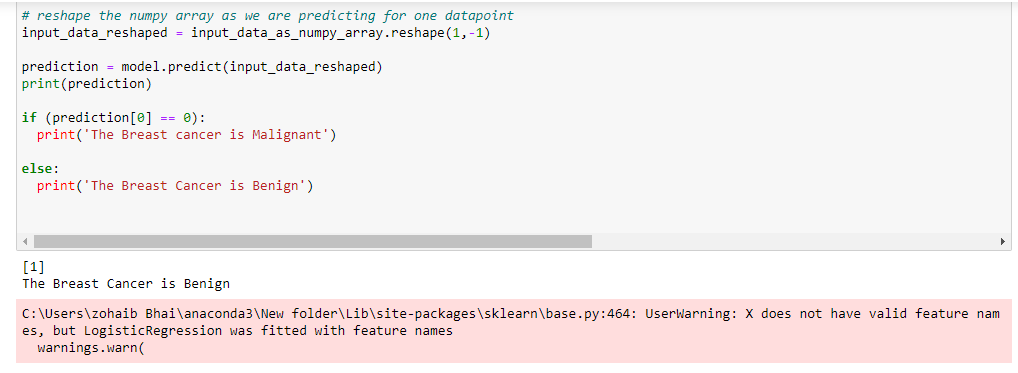 # reshape the numpy array as we are predicting for one datapoint
input_data_reshaped = input_data_as_numpy_array.reshape(1,-1)
prediction = model.predict(input_data_reshaped)
print(prediction)
if (prediction[0] == 0):
  print('The Breast cancer is Malignant')
else:
  print('The Breast Cancer is Benign')
[1]
The Breast Cancer is Benign
C:\Users\zohaib Bhai\anaconda3\New folder\Lib\site-packages\sklearn\base.py:464: UserWarning: X does not have valid feature nam
es, but LogisticRegression was fitted with feature names
  warnings.warn(